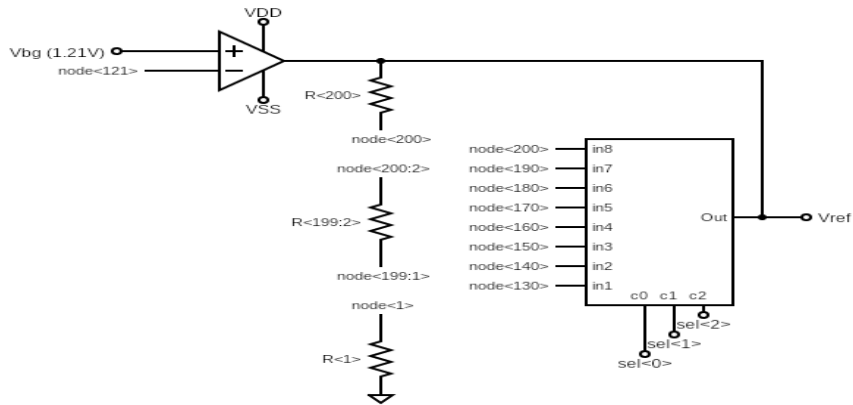 VDD
Vbg (1.21V)
+
node<121>
−
VSS
R<200>
node<200>
node<200:2>
R<199:2>
node<199:1>
node<1>
R<1>
node<200> in8
node<190> in7
node<180> in6
node<170> in5
node<160> in4
node<150> in3
node<140> in2
node<130> in1
Out
Vref
c0 c1 c2
sel<2>
sel<1>
sel<0>